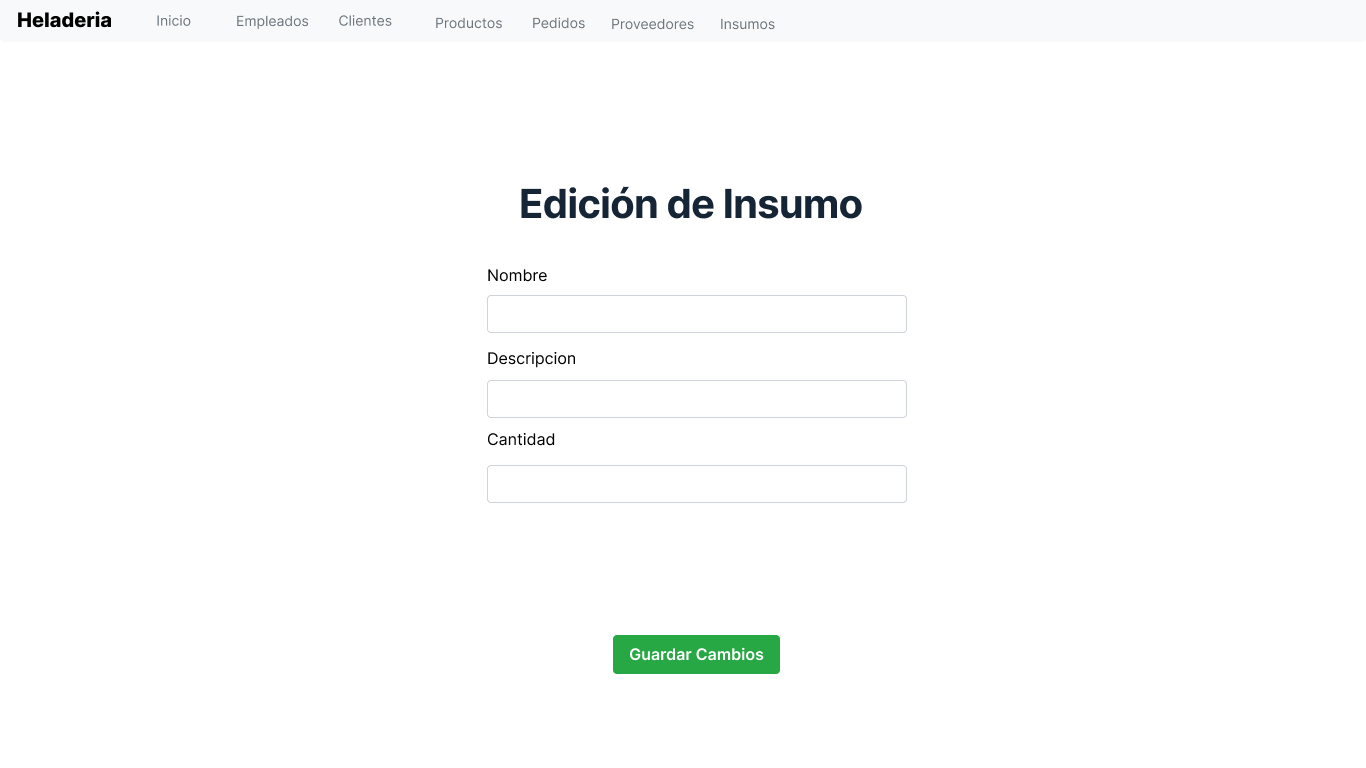 Heladeria Inicio Empleados Clientes Productos Pedidos Proveedores Insumos
Edición de Insumo
Nombre
Descripcion
Cantidad
Guardar Cambios